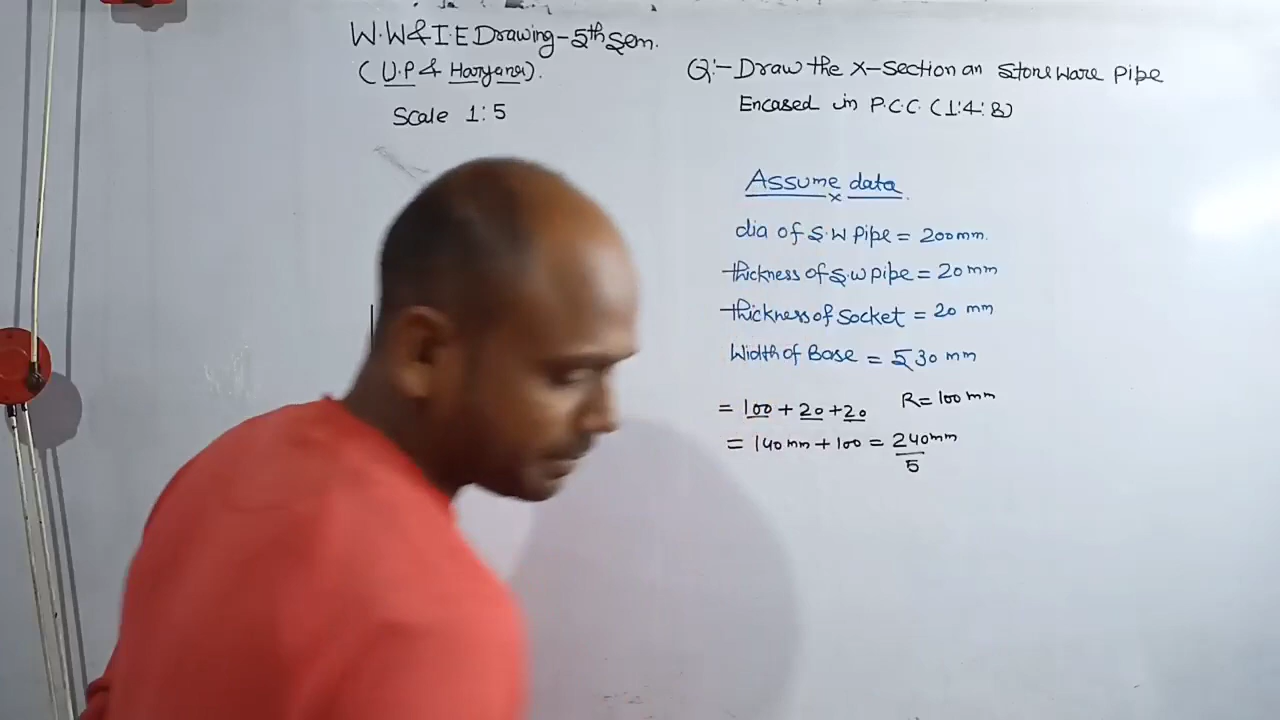 W.W&I.E Drawing-5th Sem.
(U.P & Haryana).
Scale 1:5
Q:- Draw the X-Section an Stone ware Pipe
Encased in P.C.C. (1:4:8)
Assume data
dia of S.W Pipe = 200mm.
thickness of S.W pipe = 20 mm
thickness of Socket = 20 mm
Width of Base = 530 mm
= 100 + 20 + 20 R = 100 mm
= 140 mm + 100 = 240mm
5